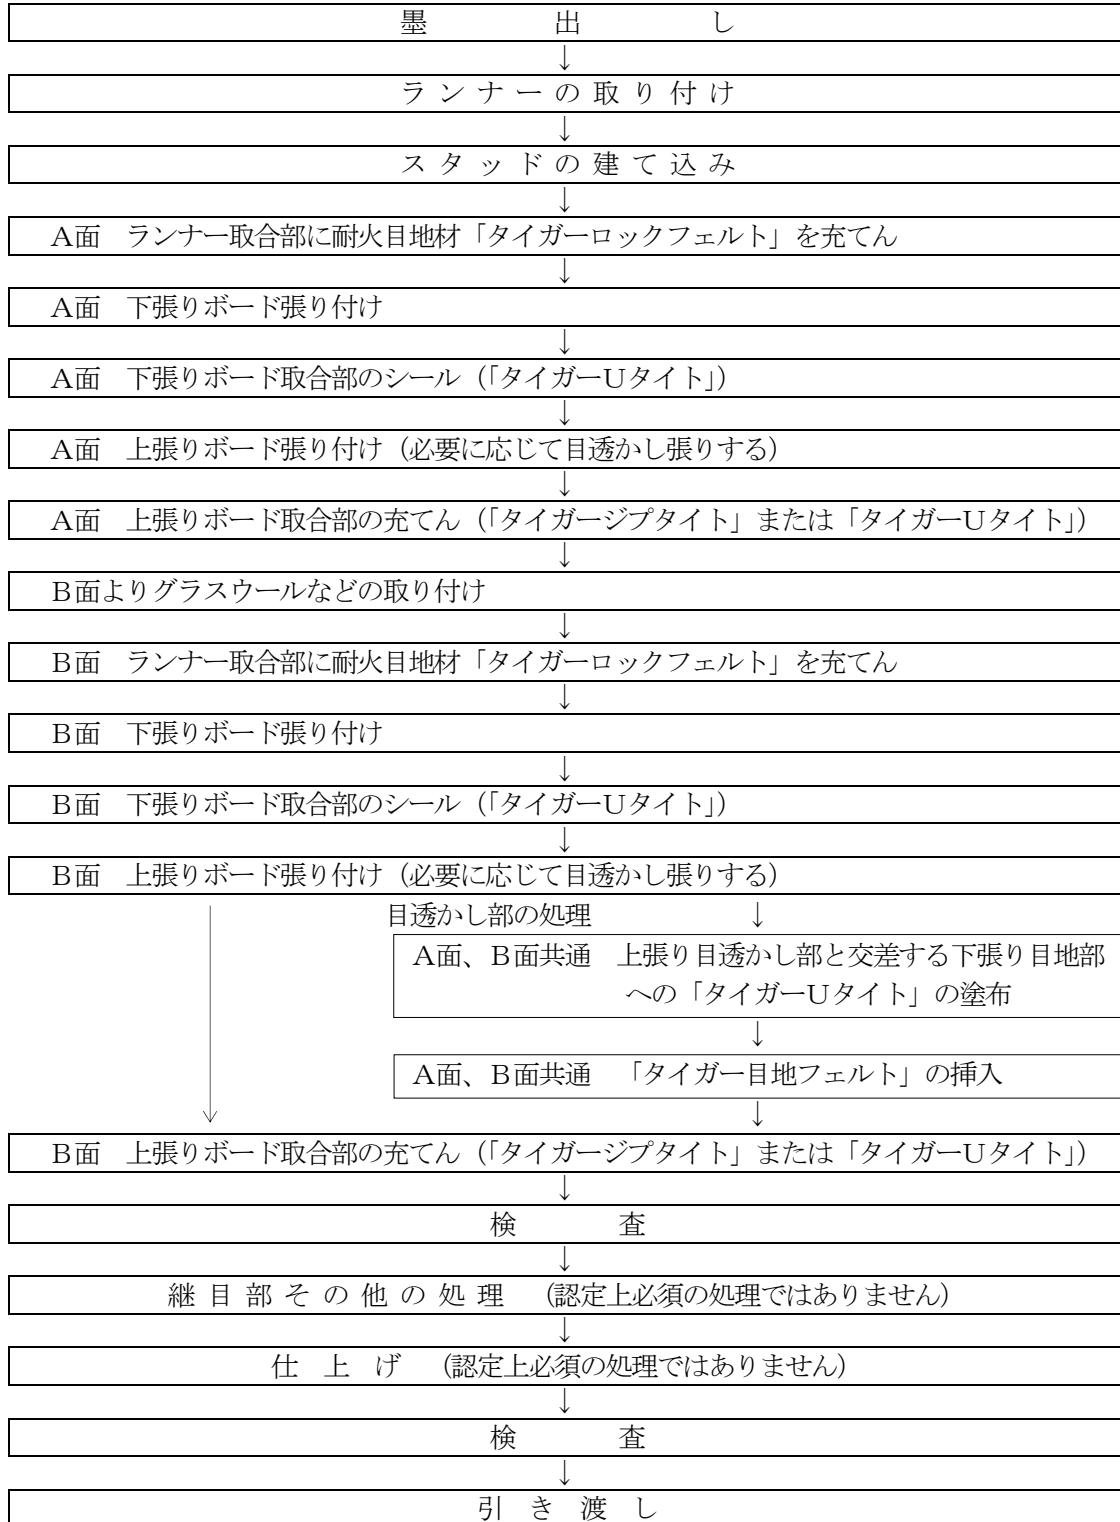 墨出し
↓
ランナーの取り付け
↓
スタッドの建て込み
↓
A面　ランナー取合部に耐火目地材「タイガーロックフェルト」を充てん
↓
A面　下張りボード張り付け
↓
A面　下張りボード取合部のシール（「タイガーUタイト」）
↓
A面　上張りボード張り付け（必要に応じて目透かし張りする）
↓
A面　上張りボード取合部の充てん（「タイガージプタイト」または「タイガーUタイト」）
↓
B面よりグラスウールなどの取り付け
↓
B面　ランナー取合部に耐火目地材「タイガーロックフェルト」を充てん
↓
B面　下張りボード張り付け
↓
B面　下張りボード取合部のシール（「タイガーUタイト」）
↓
B面　上張りボード張り付け（必要に応じて目透かし張りする）
目透かし部の処理　↓
A面、B面共通　上張り目透かし部と交差する下張り目地部
への「タイガーUタイト」の塗布
↓
A面、B面共通　「タイガー目地フェルト」の挿入
↓
B面　上張りボード取合部の充てん（「タイガージプタイト」または「タイガーUタイト」）
↓
検査
↓
継目部その他の処理　（認定上必須の処理ではありません）
↓
仕上げ　（認定上必須の処理ではありません）
↓
検査
↓
引き渡し